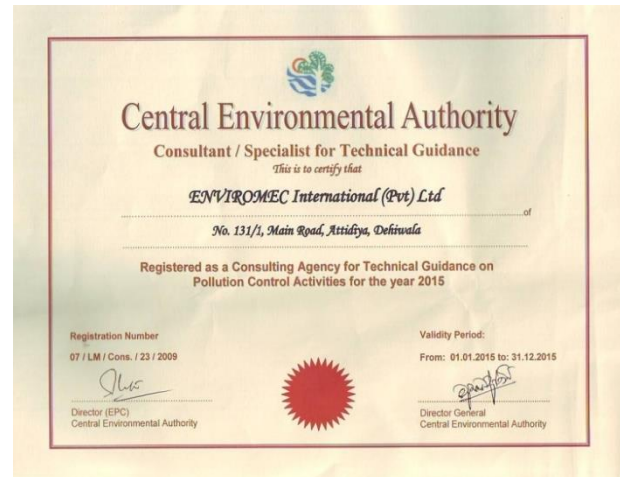 Central Environmental Authority
Consultant / Specialist for Technical Guidance
This is to certify that
ENVIROMEC International (Pvt) Ltd
of
No. 131/1, Main Road, Attidiya, Dehiwala
Registered as a Consulting Agency for Technical Guidance on
Pollution Control Activities for the year 2015
Registration Number
07 / LM / Cons. / 23 / 2009
Director (EPC)
Central Environmental Authority
Validity Period:
From: 01.01.2015 to: 31.12.2015
Director General
Central Environmental Authority